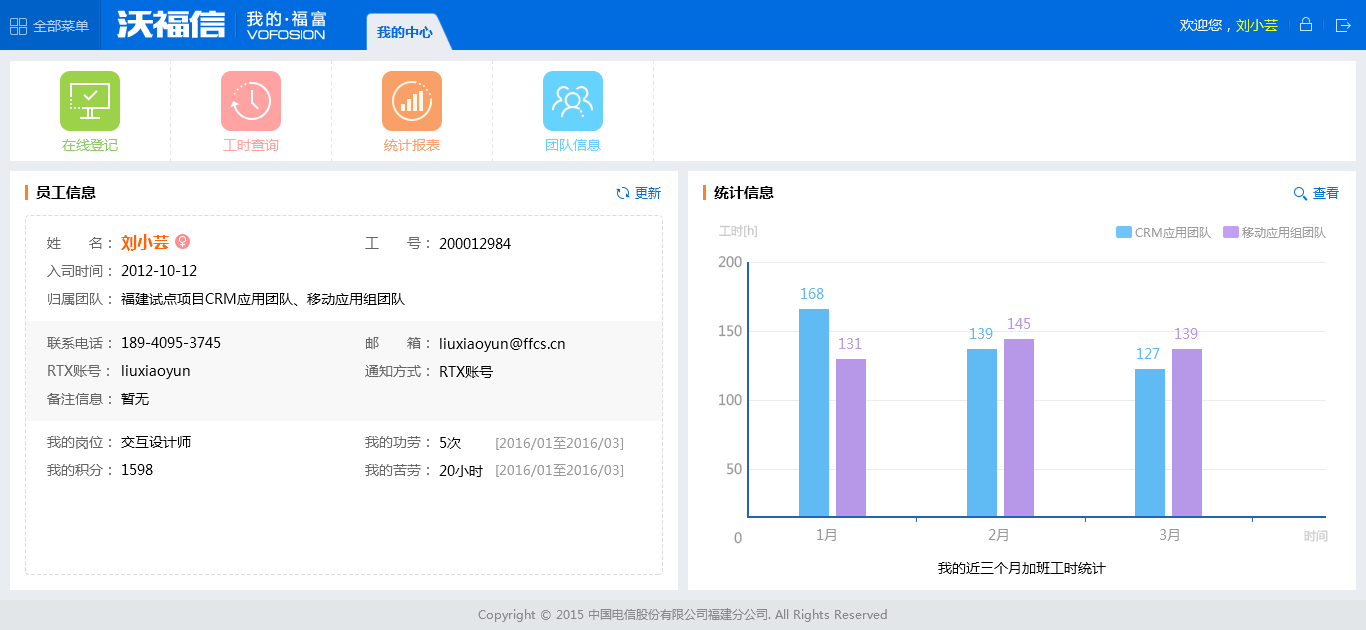 全部菜单
沃福信
我的·福富
VOFOSION
我的中心
欢迎您，刘小芸
在线登记
工时查询
统计报表
团队信息
员工信息
更新
姓 名： 刘小芸
工 号： 200012984
入司时间： 2012-10-12
归属团队： 福建试点项目CRM应用团队、移动应用组团队
联系电话： 189-4095-3745
邮 箱： liuxiaoyun@ffcs.cn
RTX账号： liuxiaoyun
通知方式： RTX账号
备注信息： 暂无
我的岗位： 交互设计师
我的功劳： 5次 [2016/01至2016/03]
我的积分： 1598
我的苦劳： 20小时 [2016/01至2016/03]
统计信息
查看
工时[h]
CRM应用团队
移动应用组团队
200
150
100
50
0
168
131
139
145
127
139
1月
2月
3月
时间
我的近三个月加班工时统计
Copyright © 2015 中国电信股份有限公司福建分公司. All Rights Reserved